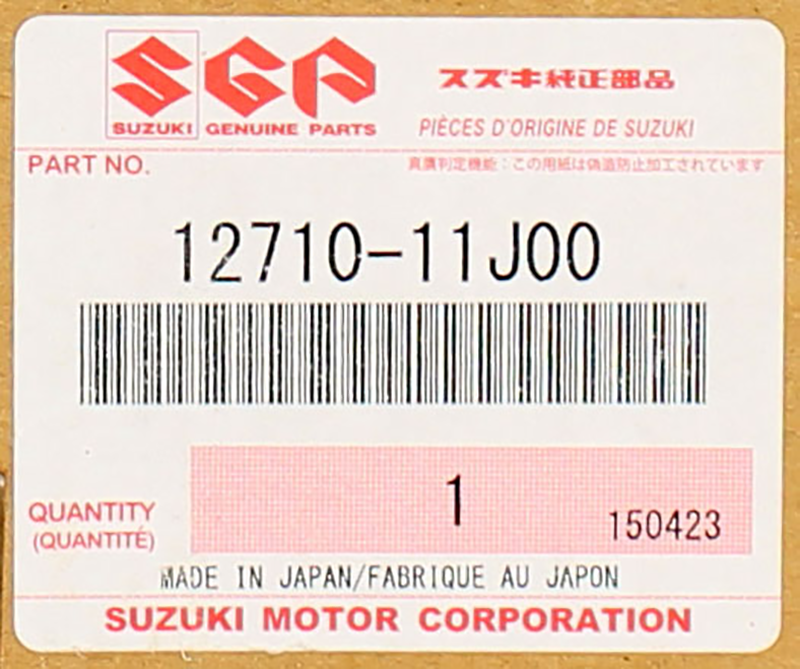 SGP
スズキ純正部品
SUZUKI GENUINE PARTS
PIÈCES D'ORIGINE DE SUZUKI
PART NO.
真贋判定機能：この用紙は偽造防止加工されています
12710-11J00
1
150423
QUANTITY
(QUANTITÉ)
MADE IN JAPAN/FABRIQUE AU JAPON
SUZUKI MOTOR CORPORATION